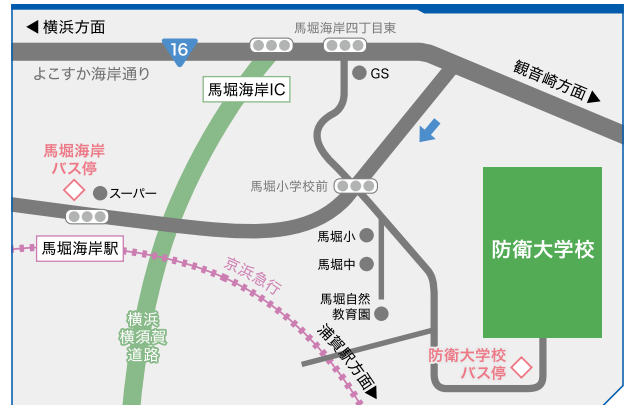 ◀横浜方面
馬堀海岸四丁目東
16
よこすか海岸通り
GS
観音崎方面▶
馬堀海岸IC
馬堀海岸
バス停
スーパー
馬堀小学校前
馬堀海岸駅
京浜急行
馬堀小
馬堀中
馬堀自然
教育園
防衛大学校
横浜
横須賀
道路
浦賀駅方面▶
防衛大学校
バス停